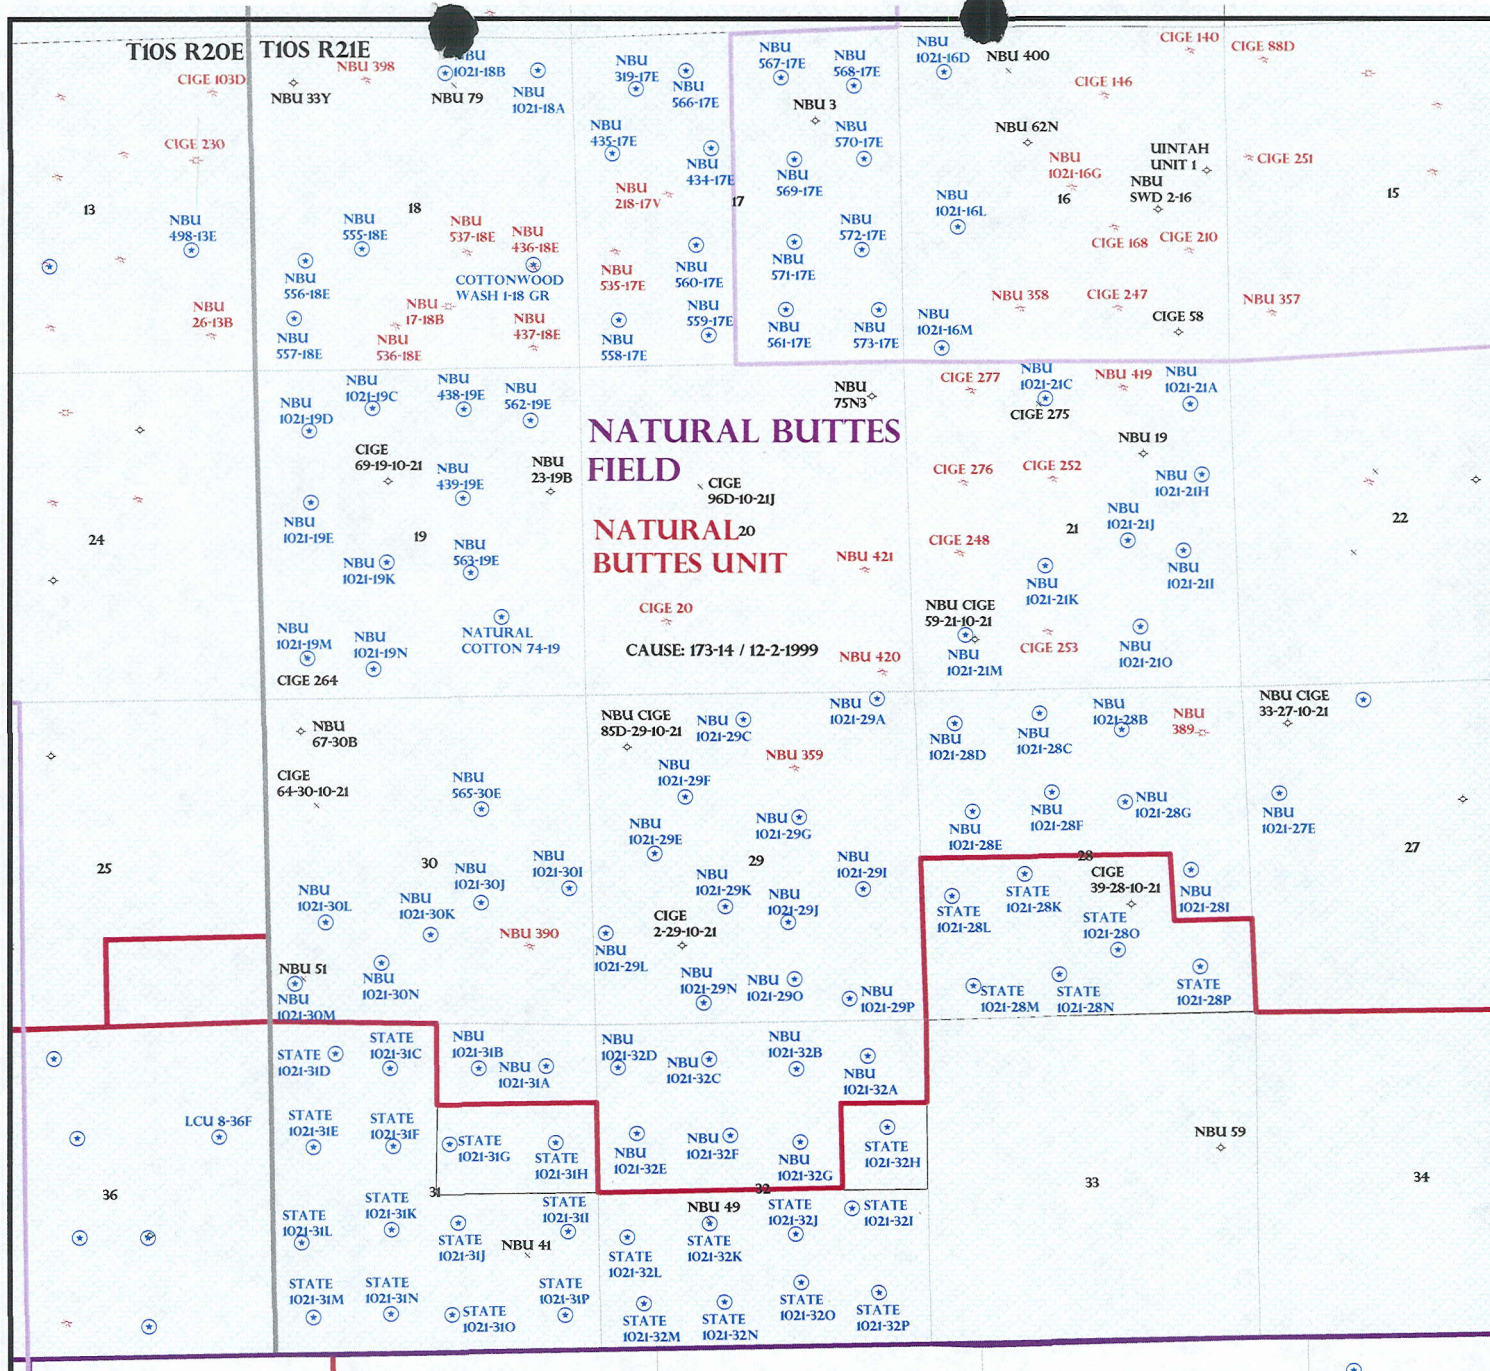 T10S R20E
T10S R21E
CIGE 103D
CIGE 230
13
NBU
498-13E
NBU
26-13B
NBU 33Y
NBU 398
NBU
1021-18B
NBU 79
NBU
1021-18A
18
NBU
555-18E
NBU
556-18E
NBU
557-18E
NBU
537-18E
NBU
436-18E
COTTONWOOD
WASH 1-18 GR
NBU
17-18B
NBU
536-18E
NBU
437-18E
NBU
319-17E
NBU
566-17E
NBU
435-17E
NBU
434-17E
NBU
218-17V
17
NBU
535-17E
NBU
560-17E
NBU
559-17E
NBU
558-17E
NBU
567-17E
NBU
568-17E
NBU 3
NBU
570-17E
NBU
569-17E
NBU
572-17E
NBU
571-17E
NBU
561-17E
NBU
573-17E
NBU
1021-16D
NBU 400
CIGE 140
CIGE 146
NBU 62N
NBU
1021-16G
UINTAH
UNIT 1
NBU
SWD 2-16
16
NBU
1021-16L
CIGE 168
CIGE 210
NBU 358
CIGE 247
CIGE 58
NBU
1021-16M
CIGE 88D
CIGE 251
15
NBU 357
24
NBU
1021-19D
NBU
1021-19C
NBU
438-19E
NBU
562-19E
CIGE
69-19-10-21
NBU
439-19E
NBU
23-19B
NBU
1021-19E
19
NBU
1021-19K
NBU
563-19E
NBU
1021-19M
CIGE 264
NBU
1021-19N
NATURAL
COTTON 74-19
NBU
75N3
NATURAL BUTTES
FIELD
CIGE
96D-10-21J
NATURAL
BUTTES UNIT
20
NBU 421
CIGE 20
CAUSE: 173-14 / 12-2-1999
NBU 420
CIGE 277
NBU
1021-21C
CIGE 275
NBU 419
NBU
1021-21A
NBU 19
CIGE 276
CIGE 252
NBU
1021-21H
NBU
1021-21J
21
CIGE 248
NBU
1021-21K
NBU
1021-21I
NBU CIGE
59-21-10-21
NBU
1021-21M
CIGE 253
NBU
1021-21O
22
25
NBU
67-30B
CIGE
64-30-10-21
NBU
565-30E
30
NBU
1021-30J
NBU
1021-30I
NBU
1021-30L
NBU
1021-30K
NBU 390
NBU 51
NBU
1021-30M
NBU
1021-30N
NBU CIGE
85D-29-10-21
NBU
1021-29C
NBU
1021-29A
NBU 359
NBU
1021-29F
NBU
1021-29E
NBU
1021-29G
29
NBU
1021-29I
NBU
1021-29K
NBU
1021-29J
CIGE
2-29-10-21
NBU
1021-29L
NBU
1021-29N
NBU
1021-29O
NBU
1021-29P
NBU
1021-28D
NBU
1021-28C
NBU
1021-28B
NBU
389
NBU
1021-28E
NBU
1021-28F
NBU
1021-28G
28
CIGE
39-28-10-21
NBU
1021-28I
STATE
1021-28L
STATE
1021-28K
STATE
1021-28O
STATE
1021-28M
STATE
1021-28N
STATE
1021-28P
NBU CIGE
33-27-10-21
NBU
1021-27E
27
LCU 8-36F
36
STATE
1021-31D
STATE
1021-31C
NBU
1021-31B
NBU
1021-31A
STATE
1021-31E
STATE
1021-31F
STATE
1021-31G
STATE
1021-31H
31
STATE
1021-31L
STATE
1021-31K
STATE
1021-31J
STATE
1021-31I
NBU 41
STATE
1021-31M
STATE
1021-31N
STATE
1021-31O
STATE
1021-31P
NBU
1021-32D
NBU
1021-32C
NBU
1021-32B
NBU
1021-32A
NBU
1021-32E
NBU
1021-32F
NBU
1021-32G
STATE
1021-32H
32
NBU 49
STATE
1021-32K
STATE
1021-32J
STATE
1021-32I
STATE
1021-32L
STATE
1021-32M
STATE
1021-32N
STATE
1021-32O
STATE
1021-32P
NBU 59
33
34